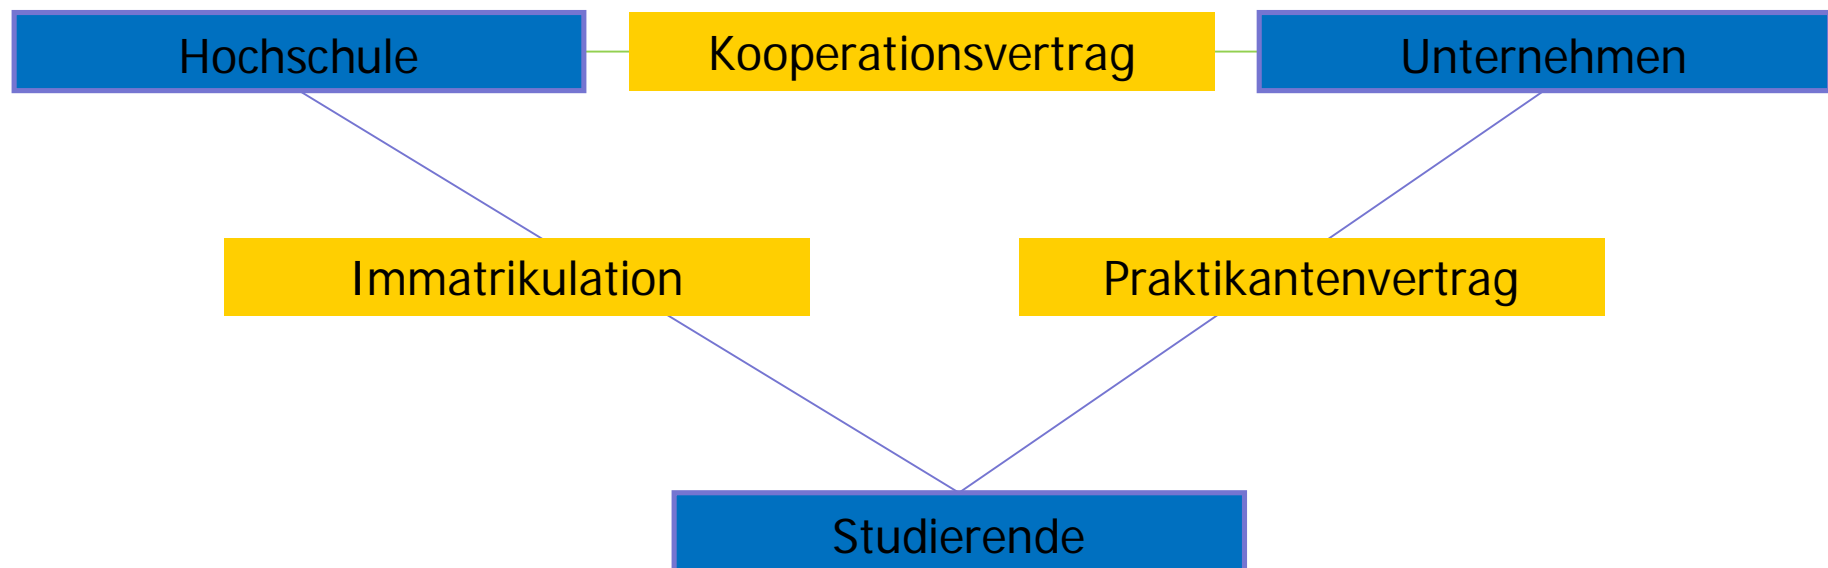 Hochschule
Kooperationsvertrag
Unternehmen
Immatrikulation
Praktikantenvertrag
Studierende